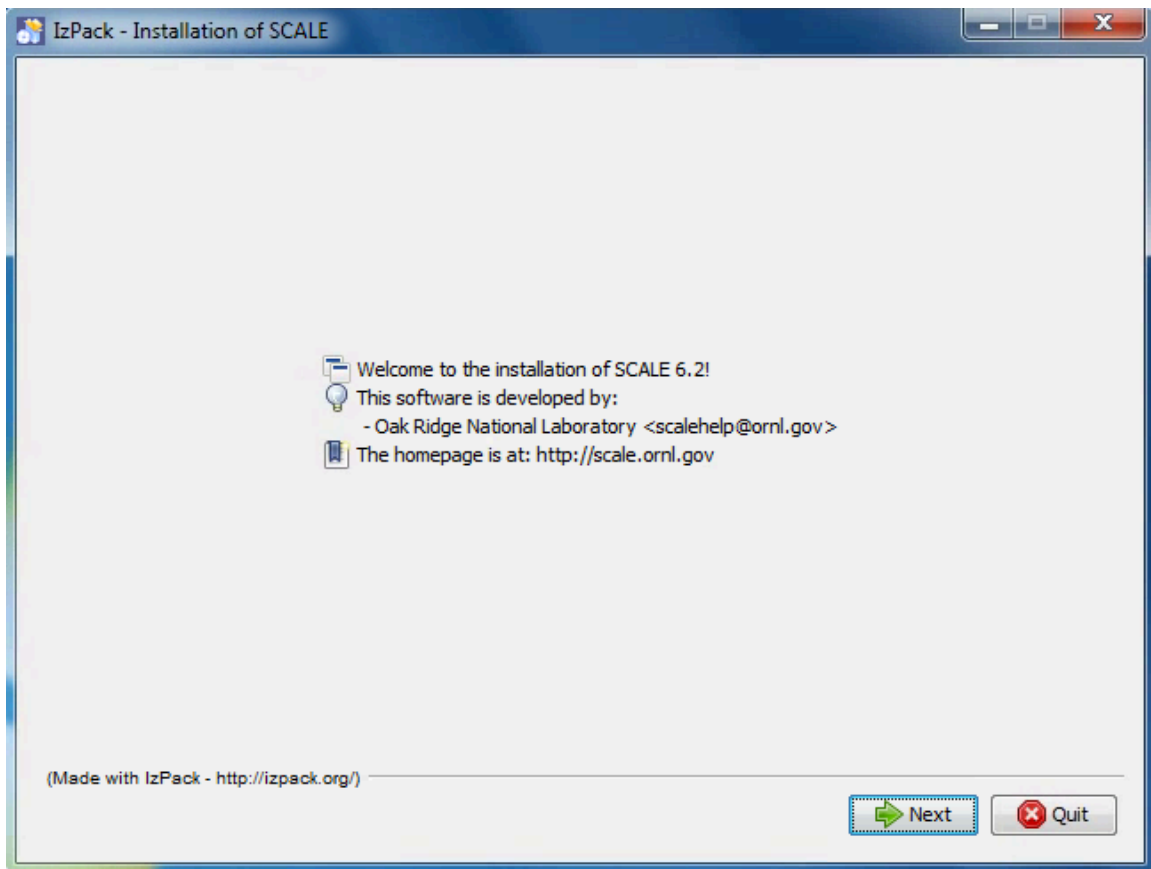 IzPack - Installation of SCALE
Welcome to the installation of SCALE 6.2!
This software is developed by:
- Oak Ridge National Laboratory <scalehelp@ornl.gov>
The homepage is at: http://scale.ornl.gov
(Made with IzPack - http://izpack.org/)
Next Quit